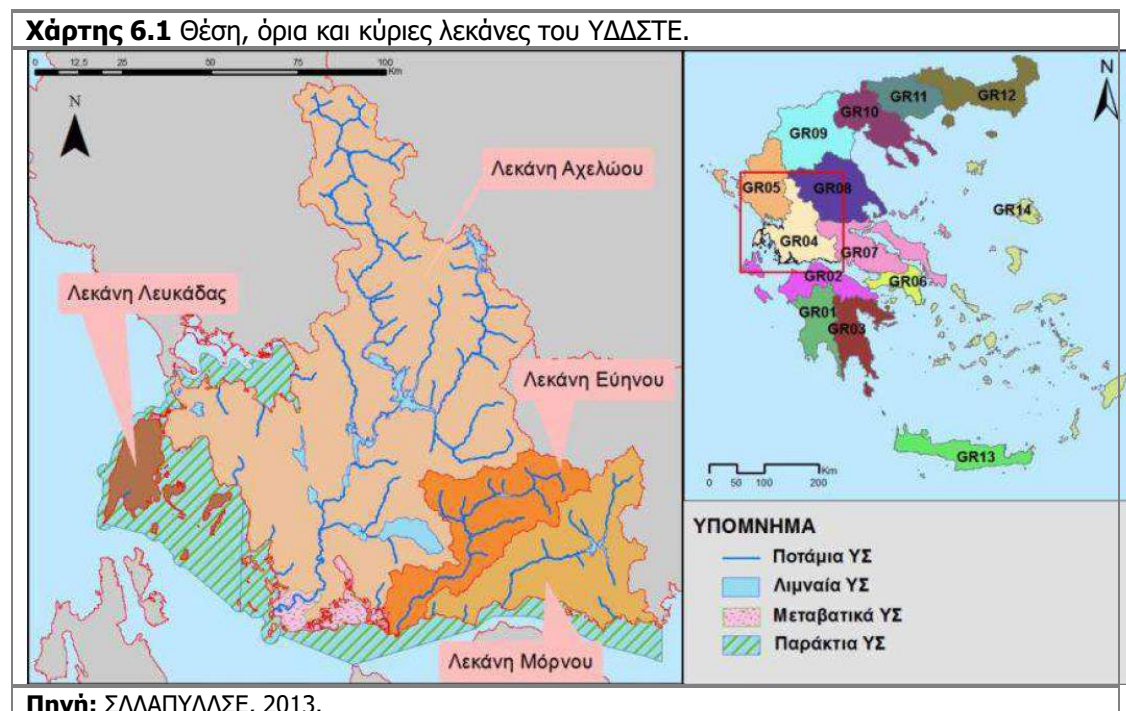 Χάρτης 6.1 Θέση, όρια και κύριες λεκάνες του ΥΔΔΣΤΕ.
0 12,5 25 50 75 100
Km
N
Λεκάνη Αχελώου
Λεκάνη Λευκάδας
Λεκάνη Εύηνου
Λεκάνη Μόρνου
N
GR11
GR12
GR10
GR09
GR05
GR08
GR14
GR04
GR07
GR02
GR06
GR01
GR03
GR13
Km
0 50 100 200
ΥΠΟΜΝΗΜΑ
Ποτάμια ΥΣ
Λιμναία ΥΣ
Μεταβατικά ΥΣ
Παράκτια ΥΣ
Πηγή: ΣΔΛΑΠΥΔΔΣΕ, 2013.